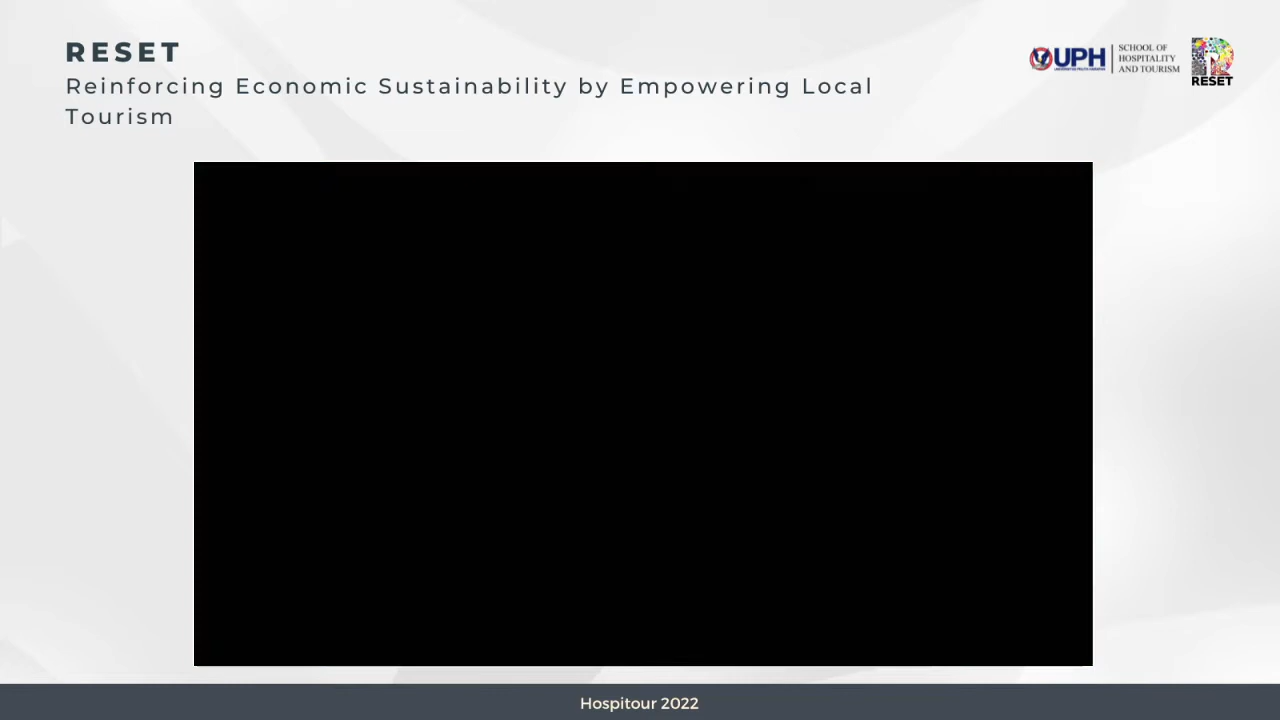 RESET
Reinforcing Economic Sustainability by Empowering Local
Tourism
UPH
SCHOOL OF
HOSPITALITY
AND TOURISM
RESET
Hospitour 2022